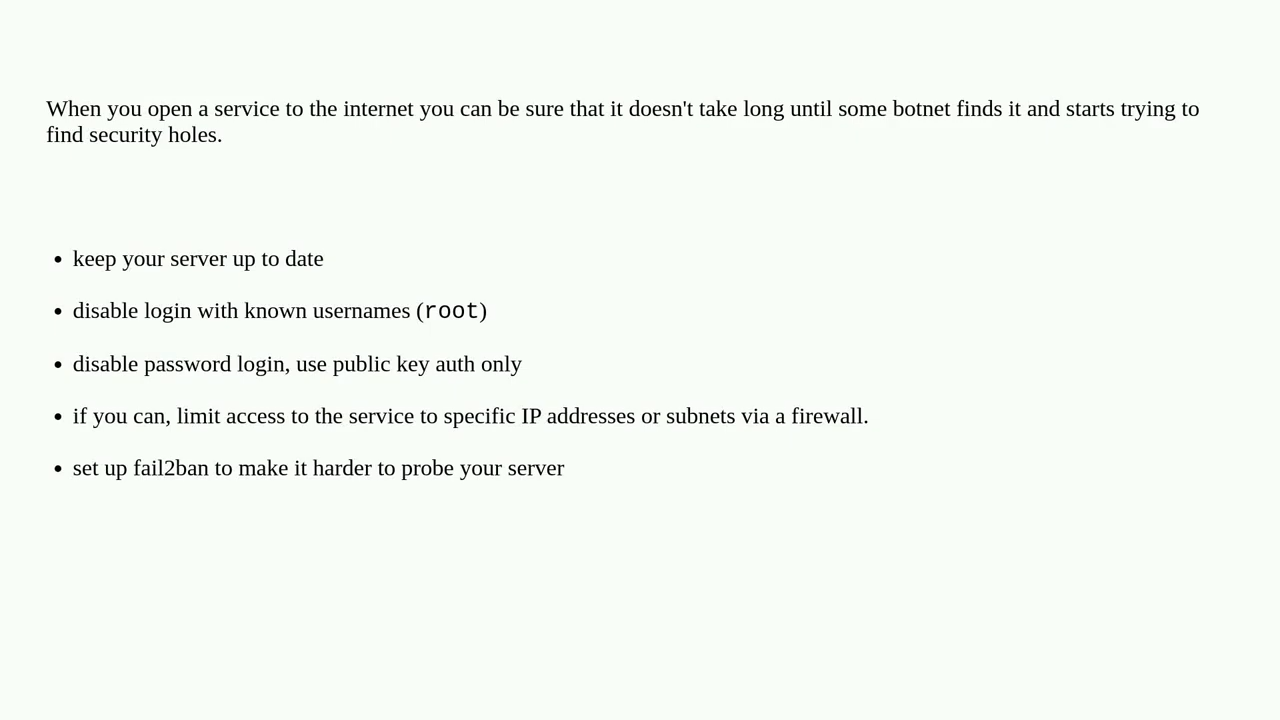 When you open a service to the internet you can be sure that it doesn't take long until some botnet finds it and starts trying to
find security holes.
• keep your server up to date
• disable login with known usernames (root)
• disable password login, use public key auth only
• if you can, limit access to the service to specific IP addresses or subnets via a firewall.
• set up fail2ban to make it harder to probe your server